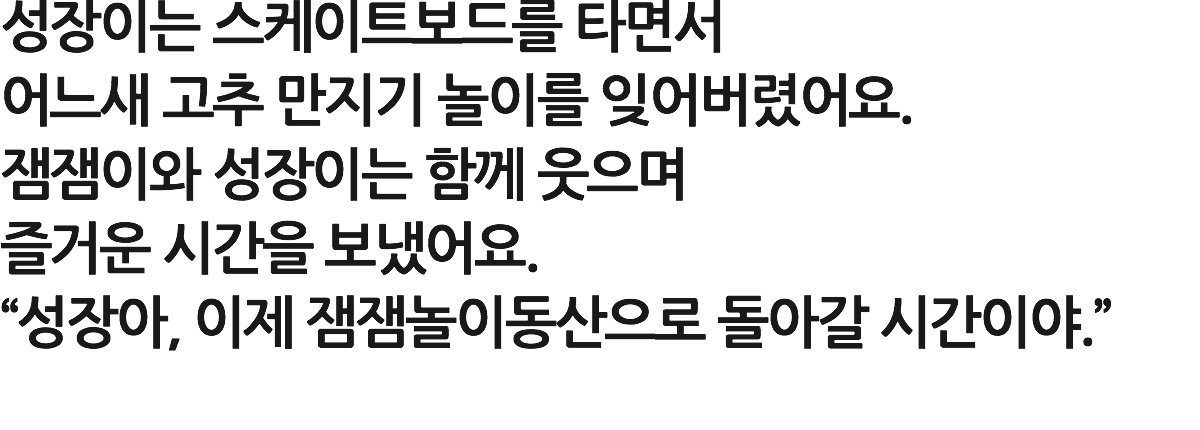 성장이는 스케이트보드를 타면서
어느새 고추 만지기 놀이를 잊어버렸어요.
잼잼이와 성장이는 함께 웃으며
즐거운 시간을 보냈어요.
“성장아, 이제 잼잼놀이동산으로 돌아갈 시간이야.”